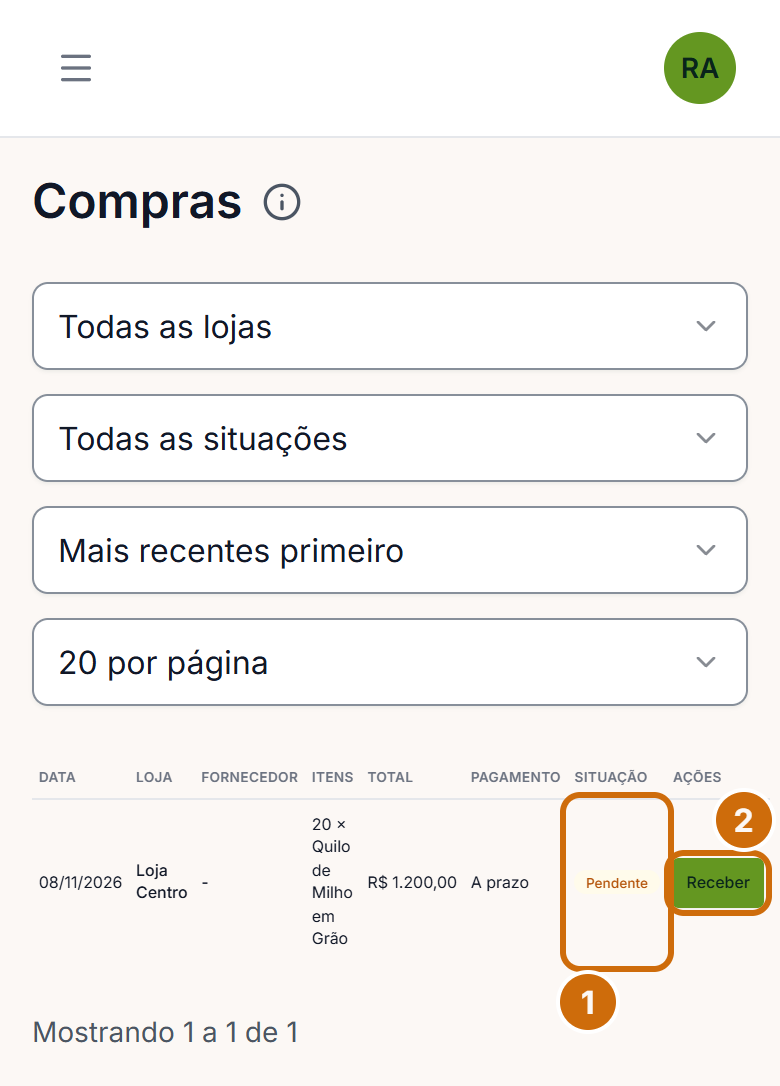 RA
Compras
Todas as lojas
Todas as situações
Mais recentes primeiro
20 por página
DATA LOJA FORNECEDOR ITENS TOTAL PAGAMENTO SITUAÇÃO AÇÕES
08/11/2026 Loja Centro - 20 × Quilo de Milho em Grão R$ 1.200,00 A prazo Pendente Receber
2
1
Mostrando 1 a 1 de 1